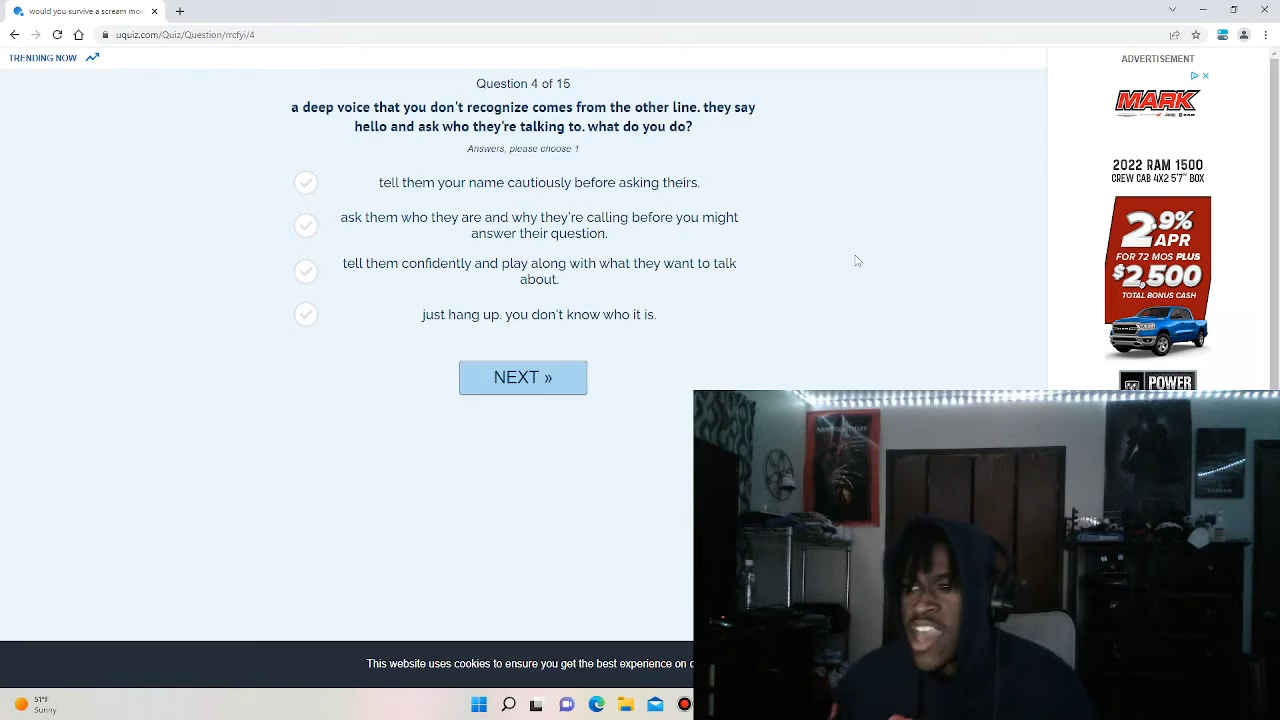 would you survive a scream mov
uquiz.com/Quiz/Question/rrcfyi/4
TRENDING NOW
ADVERTISEMENT
Question 4 of 15
a deep voice that you don't recognize comes from the other line. they say
hello and ask who they're talking to. what do you do?
Answers, please choose 1
tell them your name cautiously before asking theirs.
ask them who they are and why they're calling before you might
answer their question.
tell them confidently and play along with what they want to talk
about.
just hang up. you don't know who it is.
NEXT »
MARK
2022 RAM 1500
CREW CAB 4X2 5'7" BOX
2.9%
APR
FOR 72 MOS PLUS
$2,500
TOTAL BONUS CASH
POWER
This website uses cookies to ensure you get the best experience on
51°F
Sunny